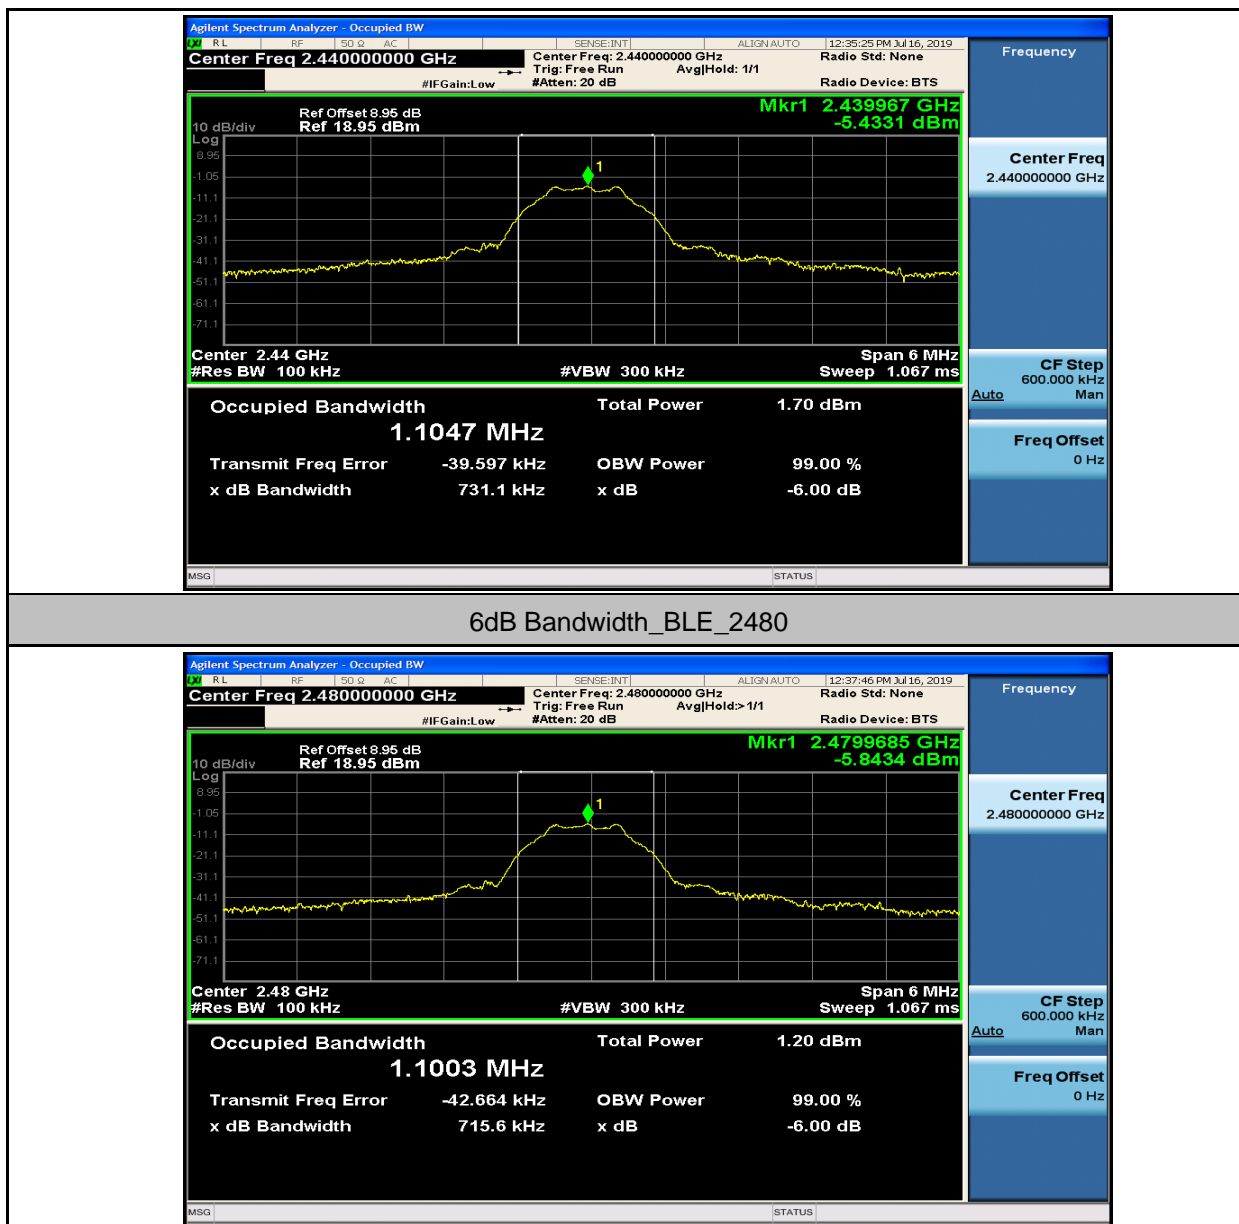 Agilent Spectrum Analyzer - Occupied BW
LXI RL RF 50 Ω AC SENSE:INT ALIGN AUTO 12:35:25 PM Jul 16, 2019
Center Freq 2.440000000 GHz
Center Freq: 2.440000000 GHz Radio Std: None
Trig: Free Run Avg|Hold: 1/1
#IFGain:Low #Atten: 20 dB Radio Device: BTS
Frequency
Mkr1 2.439967 GHz
-5.4331 dBm
Ref Offset 8.95 dB
10 dB/div Ref 18.95 dBm
Log
8.95
-1.05
-11.1
-21.1
-31.1
-41.1
-51.1
-61.1
-71.1
1
Center 2.44 GHz Span 6 MHz
#Res BW 100 kHz #VBW 300 kHz Sweep 1.067 ms
Center Freq
2.440000000 GHz
CF Step
600.000 kHz
Auto Man
Freq Offset
0 Hz
Occupied Bandwidth Total Power 1.70 dBm
1.1047 MHz
Transmit Freq Error -39.597 kHz OBW Power 99.00 %
x dB Bandwidth 731.1 kHz x dB -6.00 dB
MSG STATUS
6dB Bandwidth_BLE_2480
Agilent Spectrum Analyzer - Occupied BW
LXI RL RF 50 Ω AC SENSE:INT ALIGN AUTO 12:37:46 PM Jul 16, 2019
Center Freq 2.480000000 GHz
Center Freq: 2.480000000 GHz Radio Std: None
Trig: Free Run Avg|Hold:>1/1
#IFGain:Low #Atten: 20 dB Radio Device: BTS
Frequency
Mkr1 2.4799685 GHz
-5.8434 dBm
Ref Offset 8.95 dB
10 dB/div Ref 18.95 dBm
Log
8.95
-1.05
-11.1
-21.1
-31.1
-41.1
-51.1
-61.1
-71.1
1
Center 2.48 GHz Span 6 MHz
#Res BW 100 kHz #VBW 300 kHz Sweep 1.067 ms
Center Freq
2.480000000 GHz
CF Step
600.000 kHz
Auto Man
Freq Offset
0 Hz
Occupied Bandwidth Total Power 1.20 dBm
1.1003 MHz
Transmit Freq Error -42.664 kHz OBW Power 99.00 %
x dB Bandwidth 715.6 kHz x dB -6.00 dB
MSG STATUS